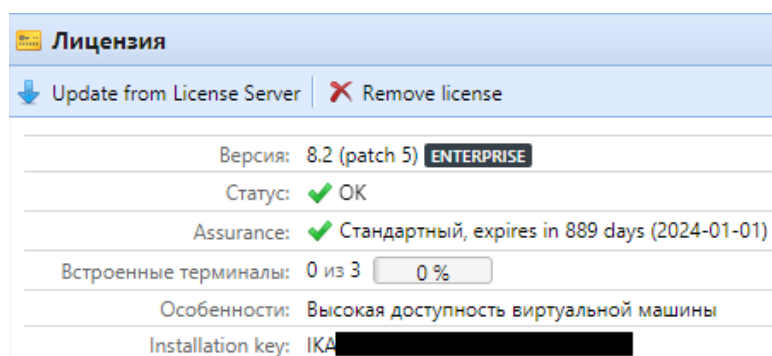 Лицензия
Update from License Server Remove license
Версия: 8.2 (patch 5) ENTERPRISE
Статус: OK
Assurance: Стандартный, expires in 889 days (2024-01-01)
Встроенные терминалы: 0 из 3 0 %
Особенности: Высокая доступность виртуальной машины
Installation key: IKA